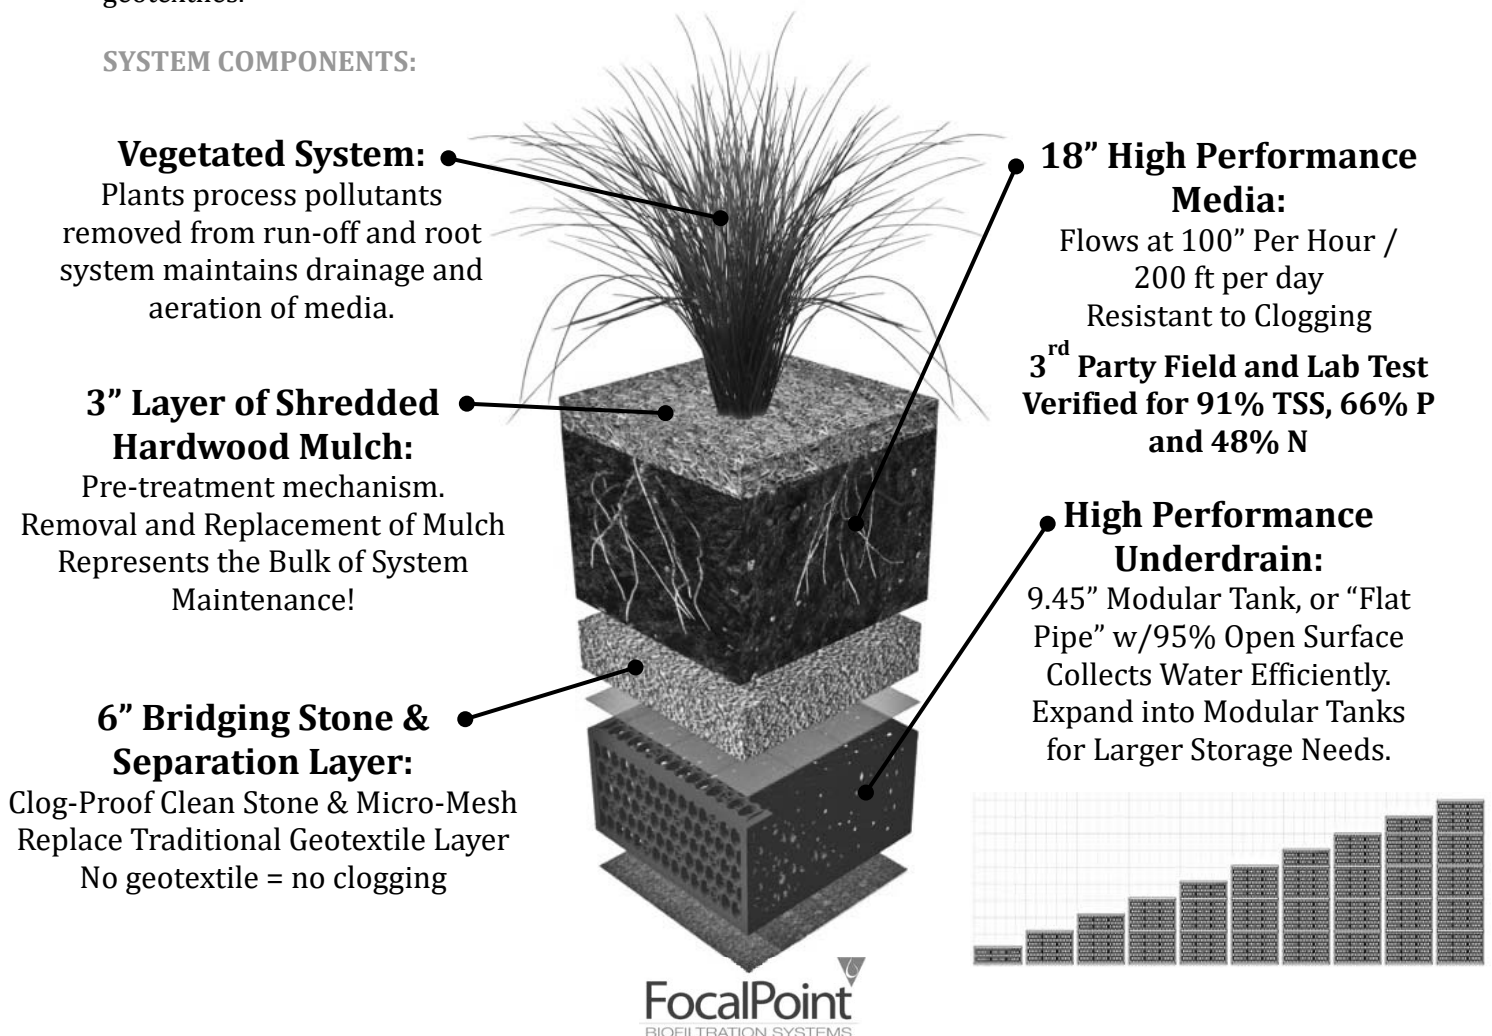 geotextiles.
SYSTEM COMPONENTS:
Vegetated System:
Plants process pollutants
removed from run-off and root
system maintains drainage and
aeration of media.
3” Layer of Shredded
Hardwood Mulch:
Pre-treatment mechanism.
Removal and Replacement of Mulch
Represents the Bulk of System
Maintenance!
6” Bridging Stone &
Separation Layer:
Clog-Proof Clean Stone & Micro-Mesh
Replace Traditional Geotextile Layer
No geotextile = no clogging
18” High Performance
Media:
Flows at 100” Per Hour /
200 ft per day
Resistant to Clogging
3rd Party Field and Lab Test
Verified for 91% TSS, 66% P
and 48% N
High Performance
Underdrain:
9.45” Modular Tank, or “Flat
Pipe” w/95% Open Surface
Collects Water Efficiently.
Expand into Modular Tanks
for Larger Storage Needs.
FocalPoint
BIOFILTRATION SYSTEMS